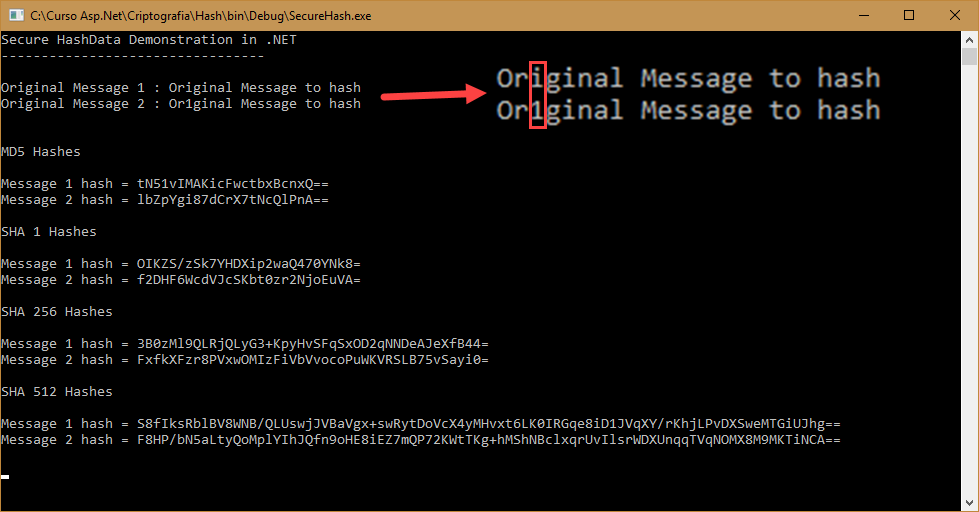 C:\Curso Asp.Net\Criptografia\Hash\bin\Debug\SecureHash.exe
Secure HashData Demonstration in .NET
---------------------------------
Original Message 1 : Original Message to hash
Original Message 2 : Or1ginal Message to hash
Original Message to hash
Or1ginal Message to hash
MD5 Hashes
Message 1 hash = tN51vIMAKicFwctbxBcnxQ==
Message 2 hash = lbZpYgi87dCrX7tNcQlPnA==
SHA 1 Hashes
Message 1 hash = OIKZS/zSk7YHDXip2waQ470YNk8=
Message 2 hash = f2DHF6WcdVJcSKbt0zr2NjoEuVA=
SHA 256 Hashes
Message 1 hash = 3B0zMl9QLRjQLyG3+KpyHvSFqSxOD2qNNDeAJeXfB44=
Message 2 hash = FxfkXFzr8PVxwOMIzFiVbVvocoPuWKVRSLB75vSayi0=
SHA 512 Hashes
Message 1 hash = S8fIksRblBV8WNB/QLUswjJVBaVgx+swRytDoVcX4yMHvxt6LK0IRGqe8iD1JVqXY/rKhjLPvDXSweMTGiUJhg==
Message 2 hash = F8HP/bN5aLtyQoMplYIhJQfn9oHE8iEZ7mQP72KWtTKg+hMShNBclxqrUvIlsrWDXUnqqTVqNOMX8M9MKTiNCA==